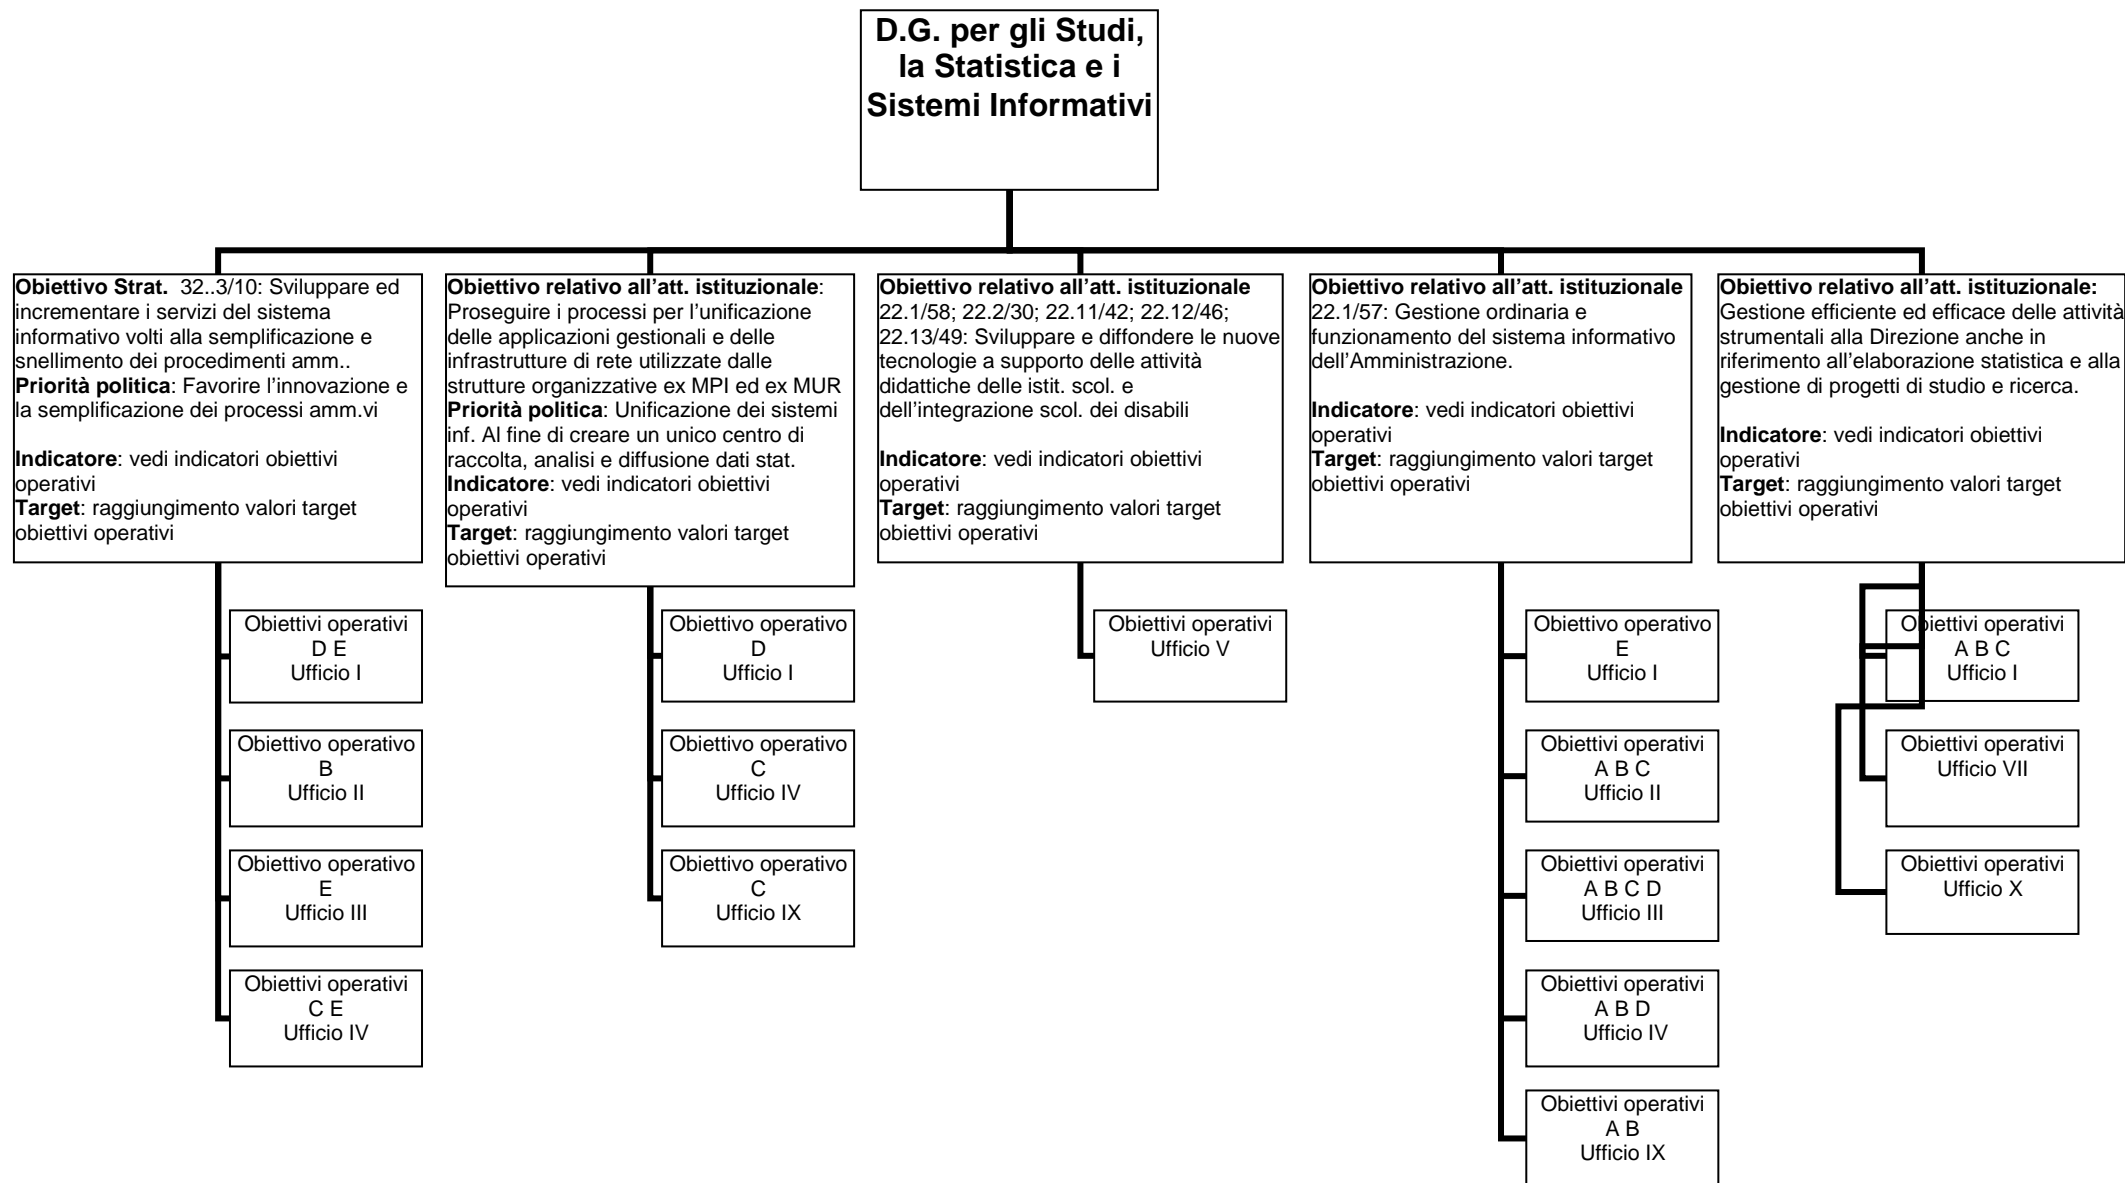 D.G. per gli Studi,
la Statistica e i
Sistemi Informativi
Obiettivo Strat.  32..3/10: Sviluppare ed
incrementare i servizi del sistema
informativo volti alla semplificazione e
snellimento dei procedimenti amm..
Priorità politica: Favorire l’innovazione e
la semplificazione dei processi amm.vi
Indicatore: vedi indicatori obiettivi
operativi
Target: raggiungimento valori target
obiettivi operativi
Obiettivi operativi
D E
Ufficio I
Obiettivo operativo
B
Ufficio II
Obiettivo operativo
E
Ufficio III
Obiettivi operativi
C E
Ufficio IV
Obiettivo relativo all’att. istituzionale:
Proseguire i processi per l’unificazione
delle applicazioni gestionali e delle
infrastrutture di rete utilizzate dalle
strutture organizzative ex MPI ed ex MUR
Priorità politica: Unificazione dei sistemi
inf. Al fine di creare un unico centro di
raccolta, analisi e diffusione dati stat.
Indicatore: vedi indicatori obiettivi
operativi
Target: raggiungimento valori target
obiettivi operativi
Obiettivo operativo
D
Ufficio I
Obiettivo operativo
C
Ufficio IV
Obiettivo operativo
C
Ufficio IX
Obiettivo relativo all’att. istituzionale
22.1/58; 22.2/30; 22.11/42; 22.12/46;
22.13/49: Sviluppare e diffondere le nuove
tecnologie a supporto delle attività
didattiche delle istit. scol. e
dell’integrazione scol. dei disabili
Indicatore: vedi indicatori obiettivi
operativi
Target: raggiungimento valori target
obiettivi operativi
Obiettivi operativi
Ufficio V
Obiettivo relativo all’att. istituzionale
22.1/57: Gestione ordinaria e
funzionamento del sistema informativo
dell’Amministrazione.
Indicatore: vedi indicatori obiettivi
operativi
Target: raggiungimento valori target
obiettivi operativi
Obiettivo operativo
E
Ufficio I
Obiettivi operativi
A B C
Ufficio II
Obiettivi operativi
A B C D
Ufficio III
Obiettivi operativi
A B D
Ufficio IV
Obiettivi operativi
A B
Ufficio IX
Obiettivo relativo all’att. istituzionale:
Gestione efficiente ed efficace delle attività
strumentali alla Direzione anche in
riferimento all’elaborazione statistica e alla
gestione di progetti di studio e ricerca.
Indicatore: vedi indicatori obiettivi
operativi
Target: raggiungimento valori target
obiettivi operativi
Obiettivi operativi
A B C
Ufficio I
Obiettivi operativi
Ufficio VII
Obiettivi operativi
Ufficio X